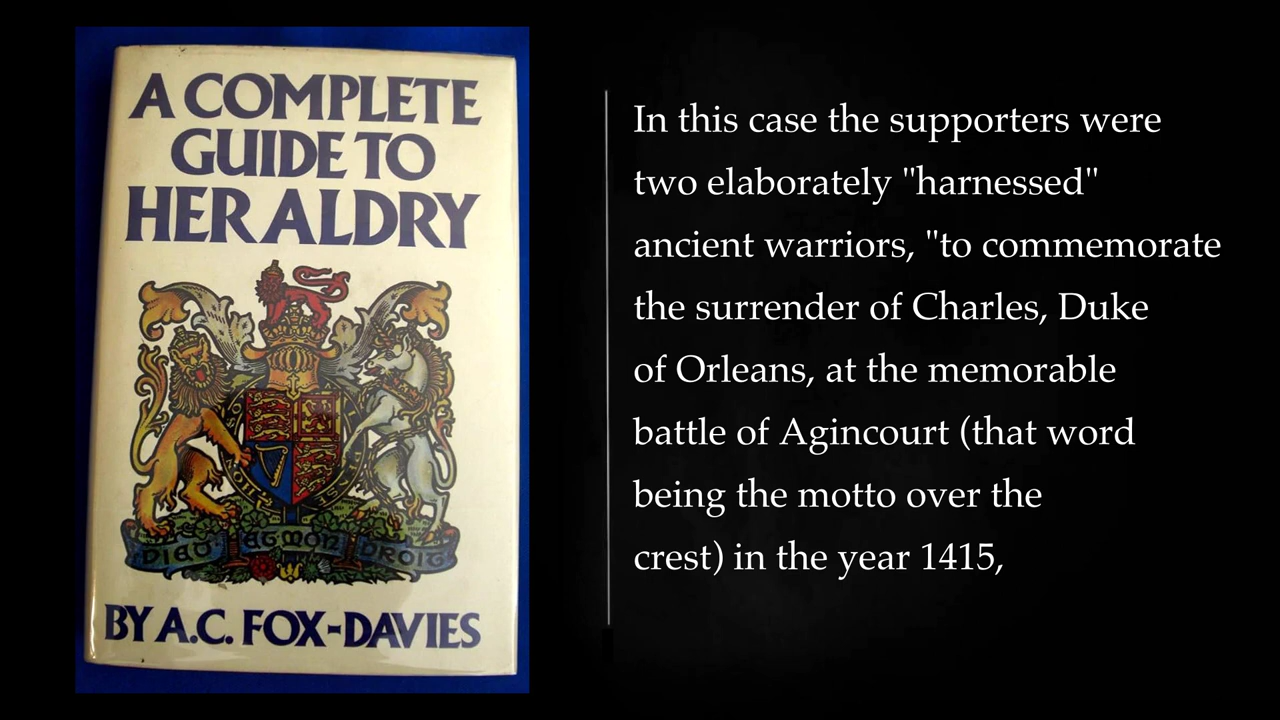 A COMPLETE
GUIDE TO
HERALDRY
DIEU ET MON DROIT
BY A.C. FOX-DAVIES
In this case the supporters were
two elaborately "harnessed"
ancient warriors, "to commemorate
the surrender of Charles, Duke
of Orleans, at the memorable
battle of Agincourt (that word
being the motto over the
crest) in the year 1415,